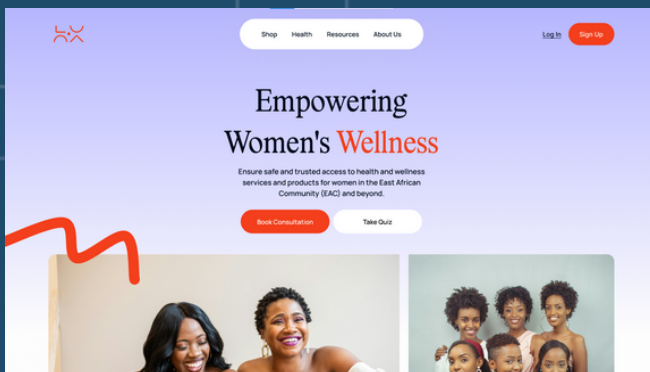 Shop Health Resources About Us
Log In
Sign Up
Empowering
Women's Wellness
Ensure safe and trusted access to health and wellness
services and products for women in the East African
Community (EAC) and beyond.
Book Consultation
Take Quiz